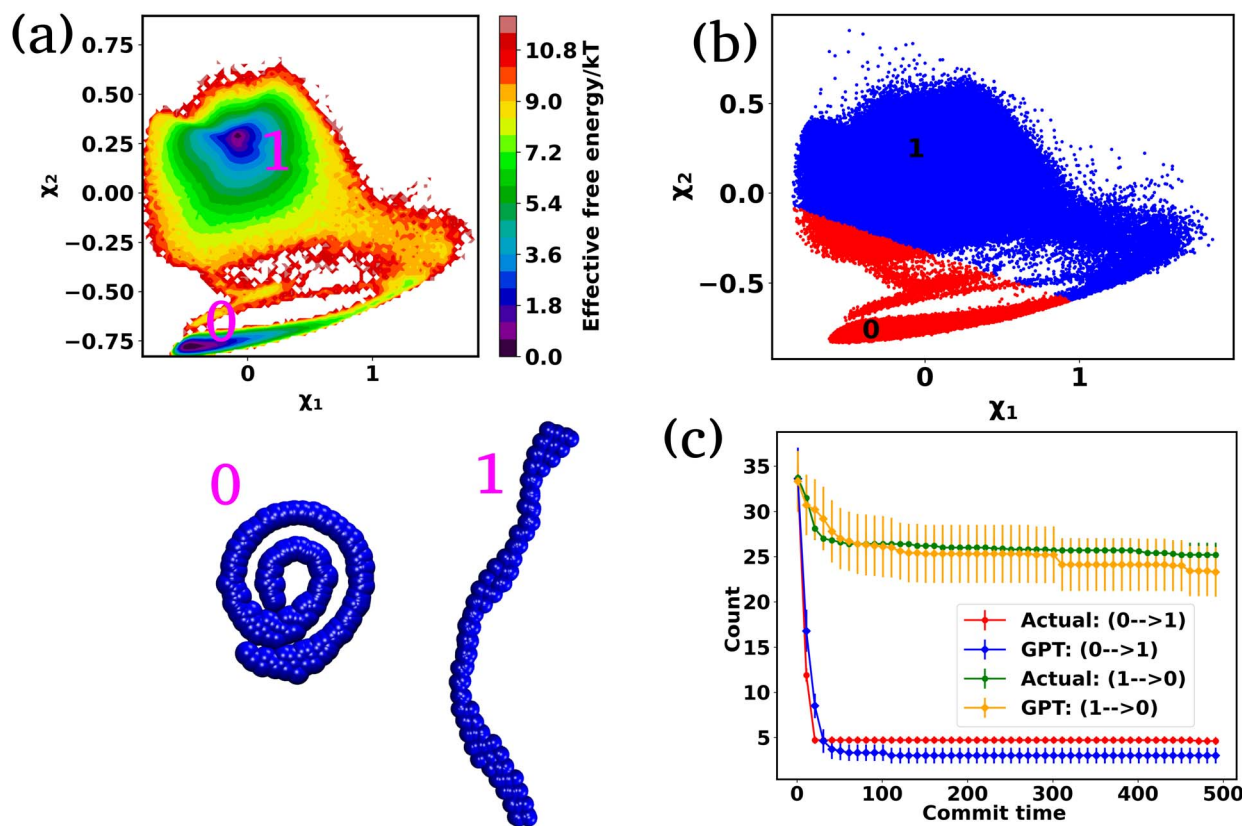 (a)
0.75
0.50
0.25
0.00
−0.25
−0.50
−0.75
χ₂
0 1
χ₁
1
0
10.8
9.0
7.2
5.4
3.6
1.8
0.0
Effective free energy/kT
(b)
0.5
0.0
−0.5
χ₂
0 1
χ₁
1
0
0
1
(c)
35
30
25
20
15
10
5
Count
0 100 200 300 400 500
Commit time
Actual: (0-->1)
GPT: (0-->1)
Actual: (1-->0)
GPT: (1-->0)